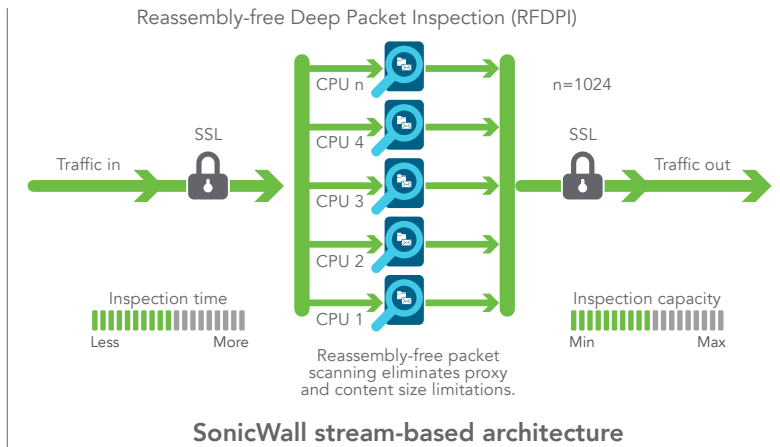 Reassembly-free Deep Packet Inspection (RFDPI)
CPU n
n=1024
CPU 4
SSL
SSL
Traffic in
Traffic out
CPU 3
CPU 2
Inspection time
Less
More
CPU 1
Inspection capacity
Min
Max
Reassembly-free packet
scanning eliminates proxy
and content size limitations.
SonicWall stream-based architecture